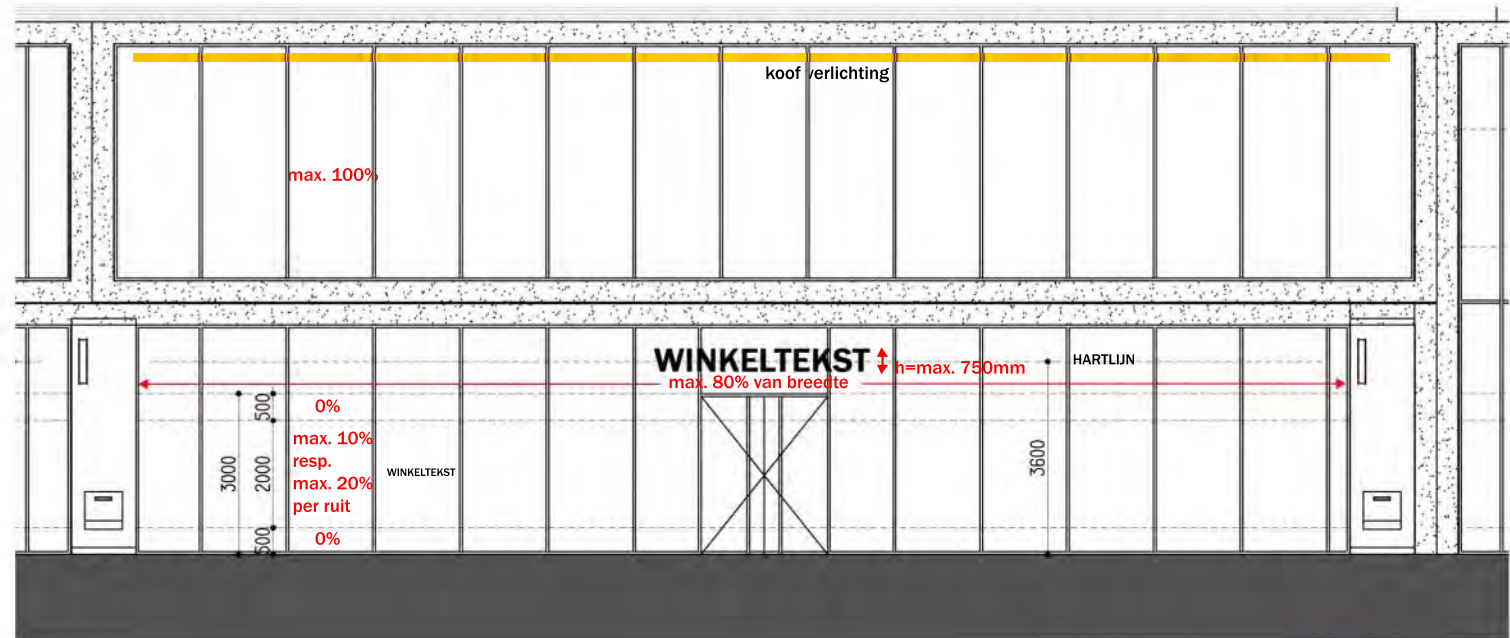 koof verlichting
max. 100%
WINKELTEKST
h=max. 750mm
HARTLIJN
max. 80% van breedte
500
0%
max. 10%
resp.
max. 20%
per ruit
3000
2000
WINKELTEKST
3600
500
0%